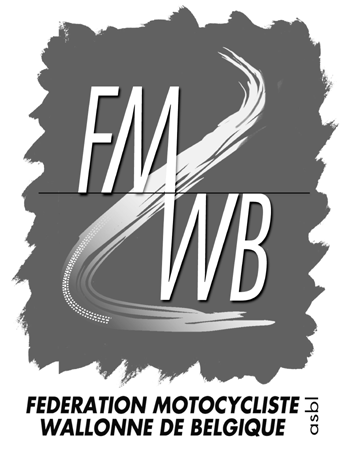 FM
WB
FEDERATION MOTOCYCLISTE
WALLONNE DE BELGIQUE
asbl